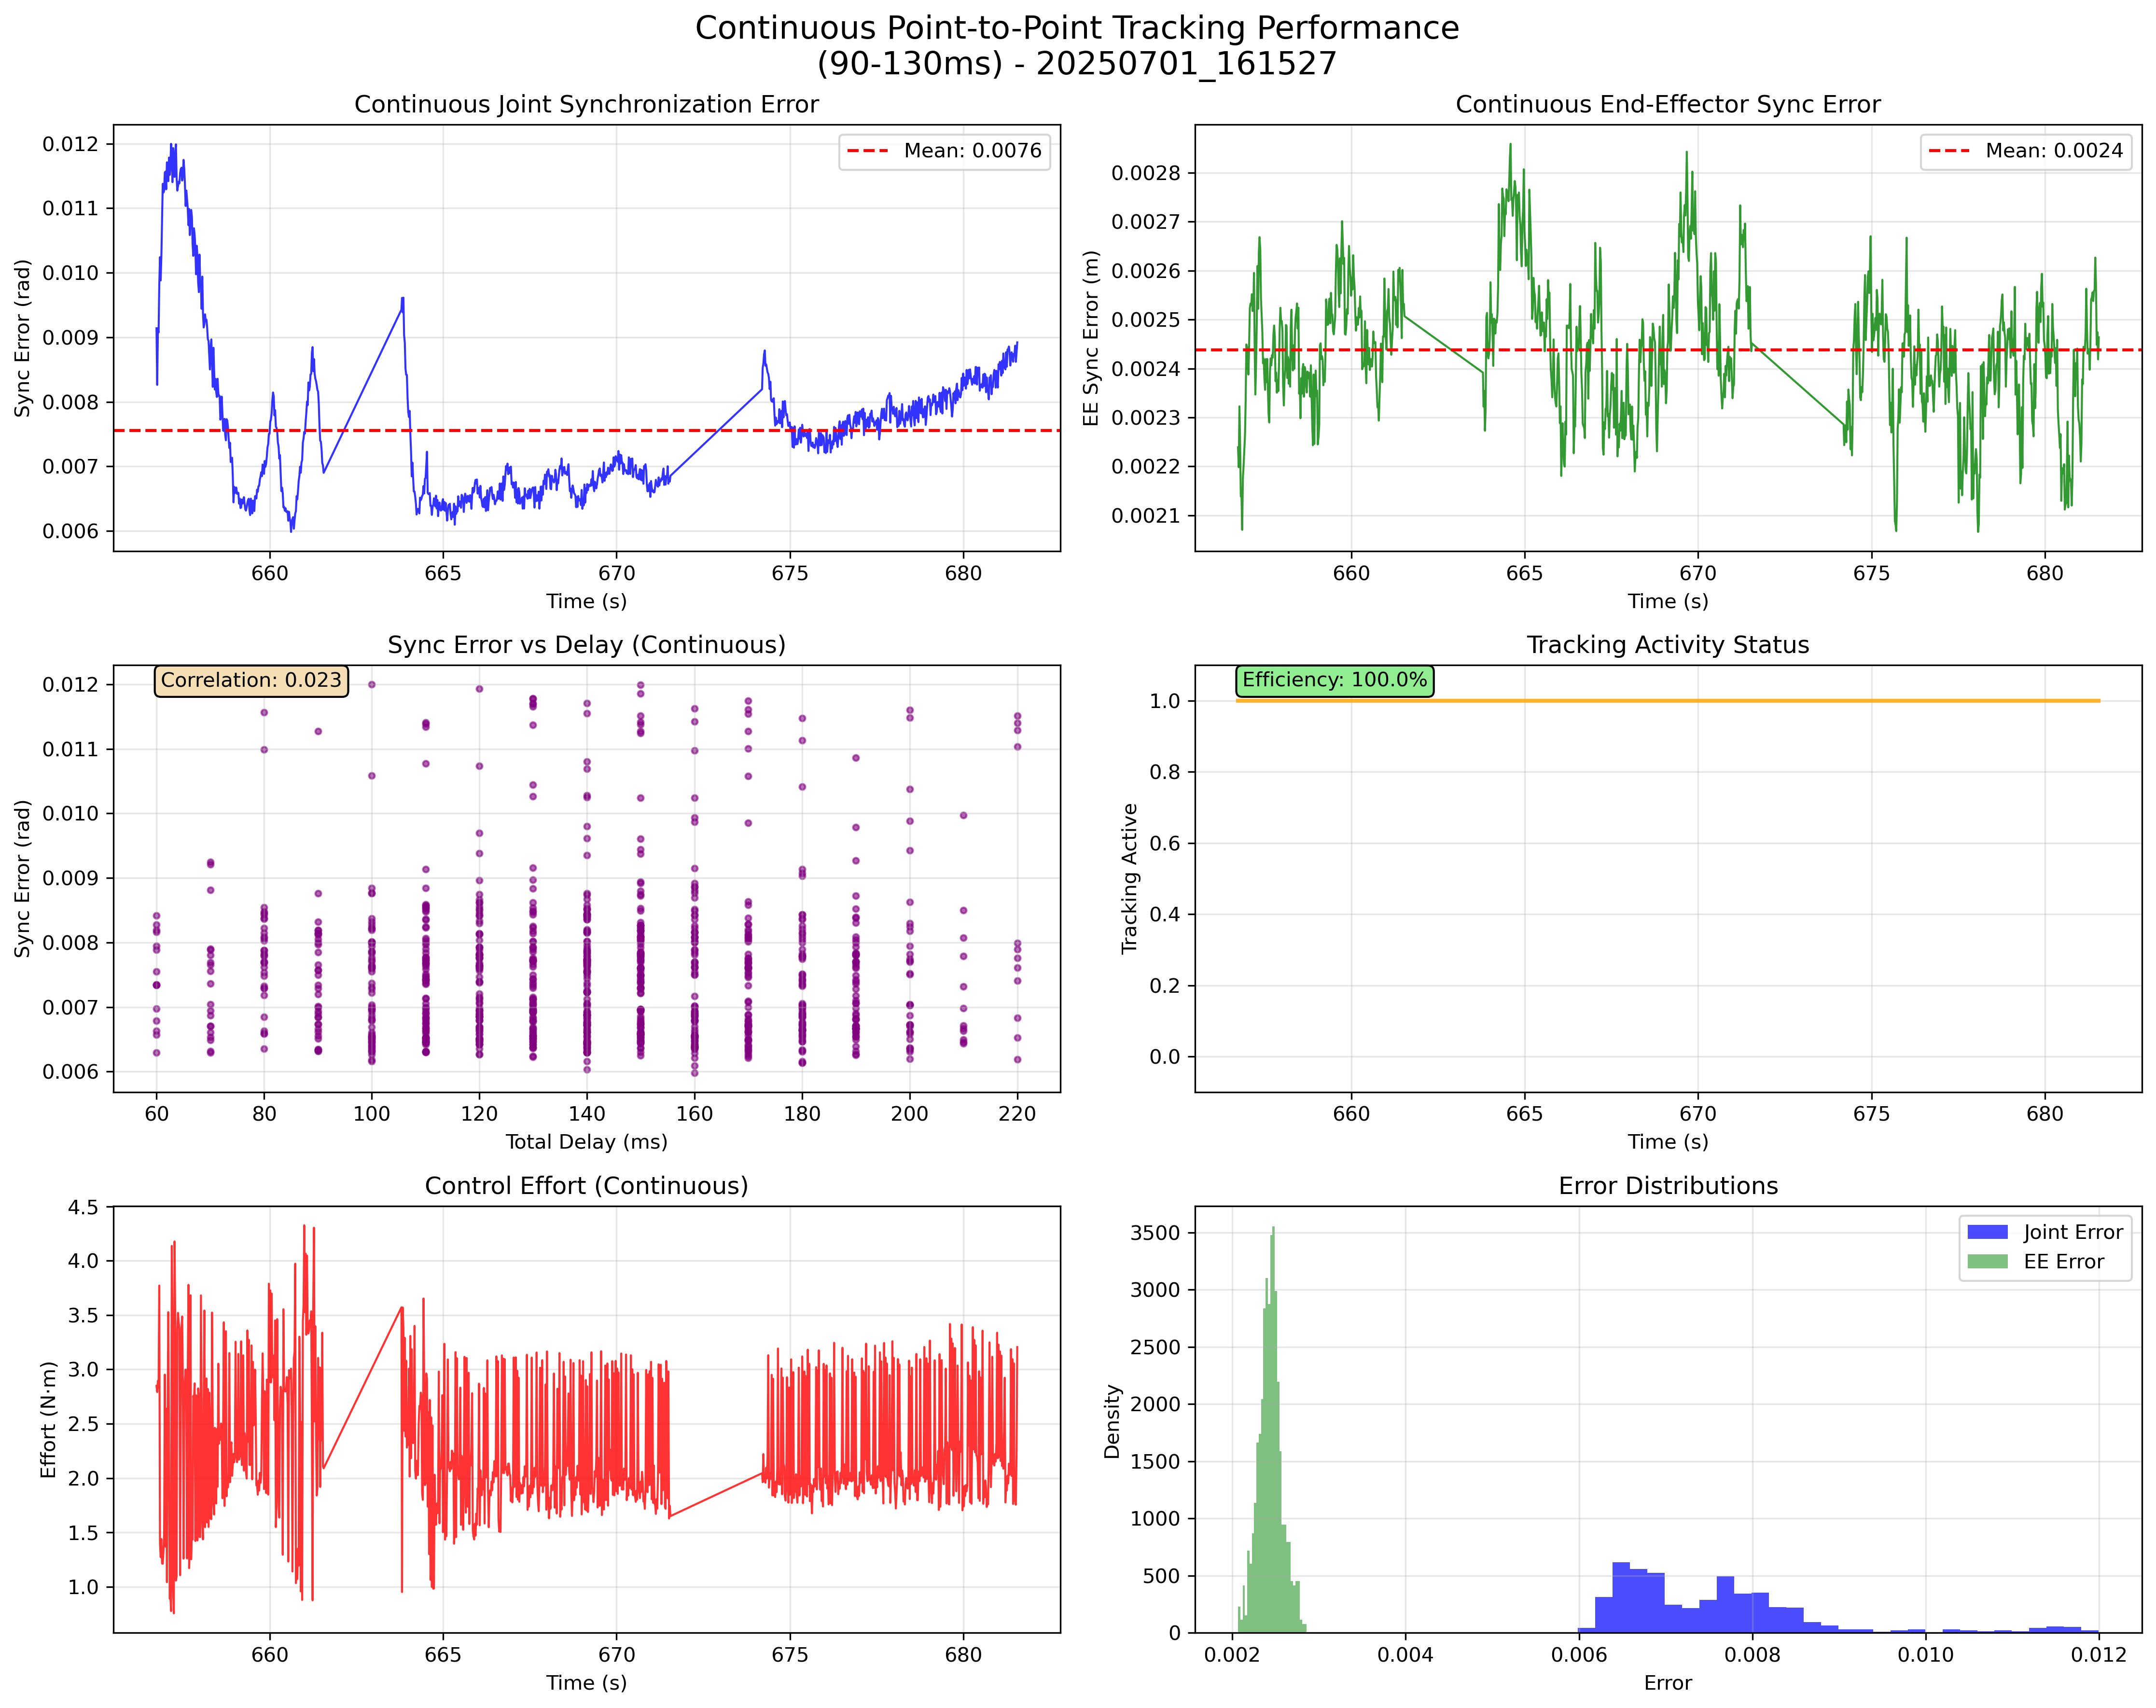 Continuous Point-to-Point Tracking Performance
(90-130ms) - 20250701_161527
Continuous Joint Synchronization Error
Mean: 0.0076
0.012
0.011
0.010
0.009
0.008
0.007
0.006
Sync Error (rad)
660 665 670 675 680
Time (s)
Continuous End-Effector Sync Error
Mean: 0.0024
0.0028
0.0027
0.0026
0.0025
0.0024
0.0023
0.0022
0.0021
EE Sync Error (m)
660 665 670 675 680
Time (s)
Sync Error vs Delay (Continuous)
Correlation: 0.023
0.012
0.011
0.010
0.009
0.008
0.007
0.006
Sync Error (rad)
60 80 100 120 140 160 180 200 220
Total Delay (ms)
Tracking Activity Status
Efficiency: 100.0%
1.0
0.8
0.6
0.4
0.2
0.0
Tracking Active
660 665 670 675 680
Time (s)
Control Effort (Continuous)
4.5
4.0
3.5
3.0
2.5
2.0
1.5
1.0
Effort (N·m)
660 665 670 675 680
Time (s)
Error Distributions
Joint Error
EE Error
3500
3000
2500
2000
1500
1000
500
0
Density
0.002 0.004 0.006 0.008 0.010 0.012
Error